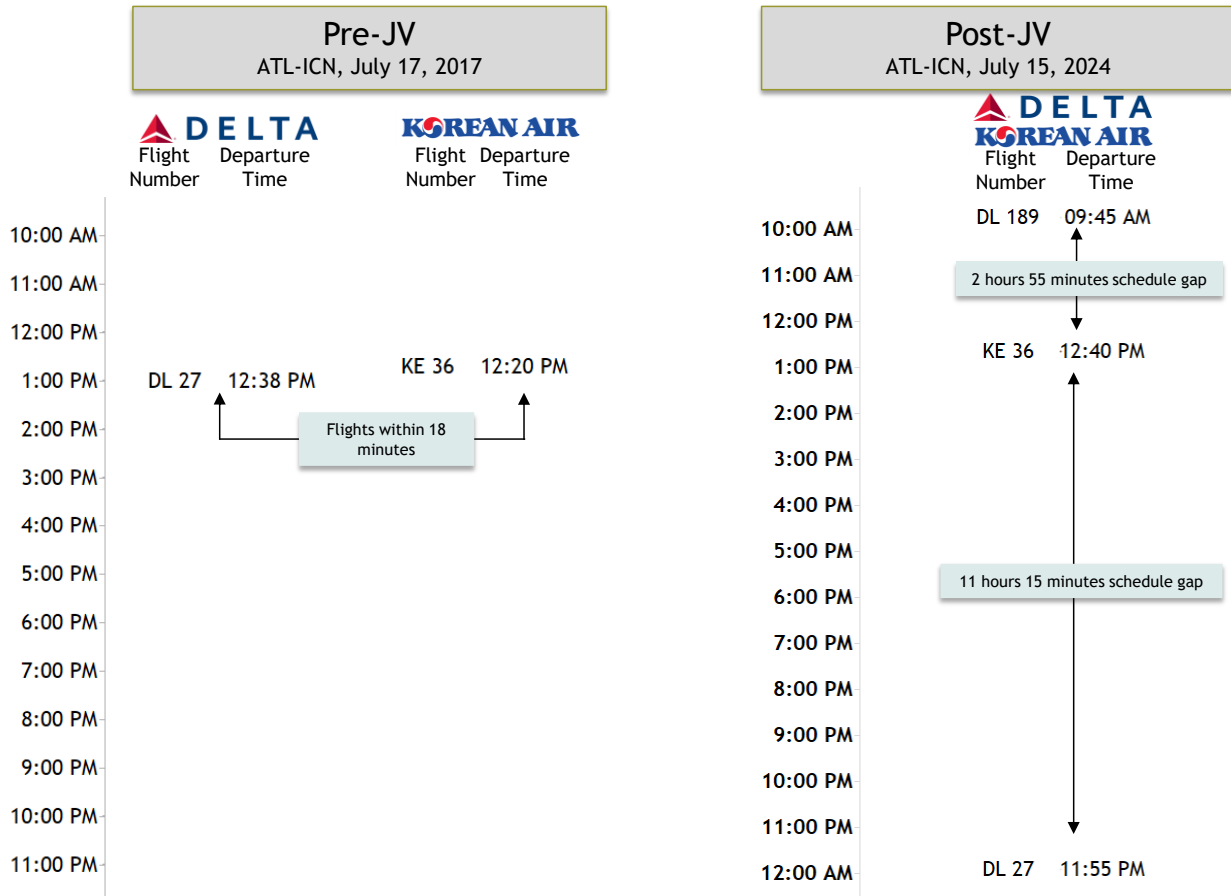 Pre-JV
ATL-ICN, July 17, 2017
DELTA
KOREAN AIR
Flight Number
Departure Time
Flight Number
Departure Time
10:00 AM
11:00 AM
12:00 PM
1:00 PM
2:00 PM
3:00 PM
4:00 PM
5:00 PM
6:00 PM
7:00 PM
8:00 PM
9:00 PM
10:00 PM
11:00 PM
DL 27 12:38 PM
KE 36 12:20 PM
Flights within 18
minutes
Post-JV
ATL-ICN, July 15, 2024
DELTA
KOREAN AIR
Flight Number
Departure Time
10:00 AM
11:00 AM
12:00 PM
1:00 PM
2:00 PM
3:00 PM
4:00 PM
5:00 PM
6:00 PM
7:00 PM
8:00 PM
9:00 PM
10:00 PM
11:00 PM
12:00 AM
DL 189 09:45 AM
2 hours 55 minutes schedule gap
KE 36 12:40 PM
11 hours 15 minutes schedule gap
DL 27 11:55 PM